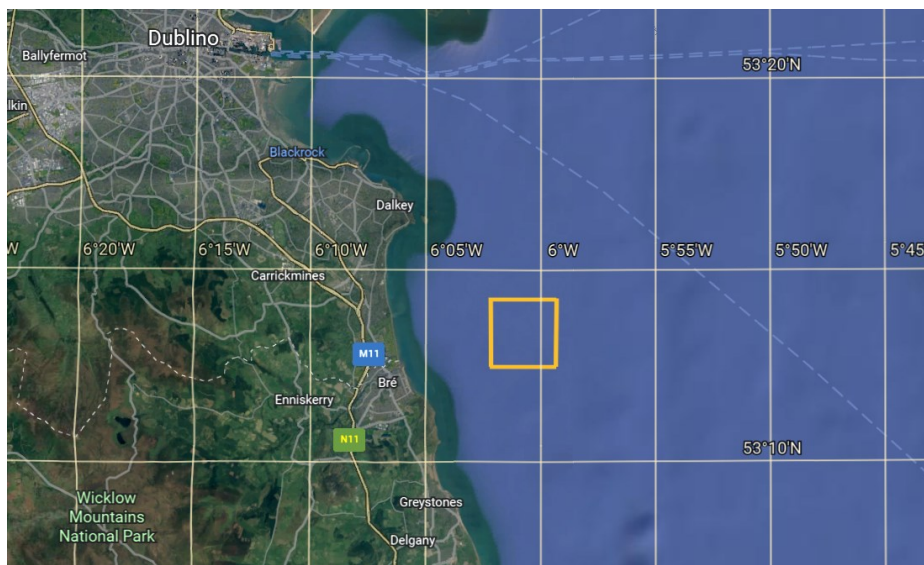 Dublino
Ballyfermot
53°20'N
lkin
Blackrock
Dalkey
W
6°20'W
6°15'W
6°10'W
6°05'W
6°W
5°55'W
5°50'W
5°45
Carrickmines
M11
Bré
Enniskerry
N11
53°10'N
Greystones
Wicklow
Mountains
National Park
Delgany